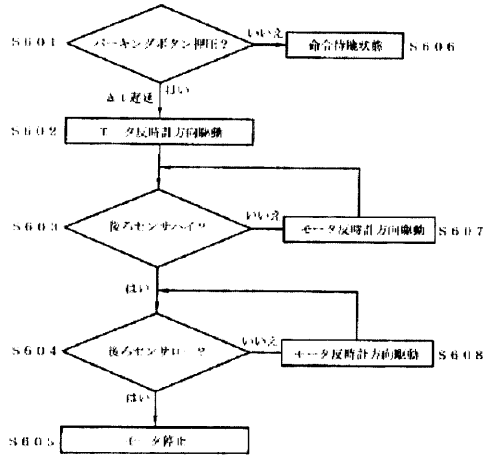 S601
パーキングボタン押圧?
いいえ
命令待機状態
S606
はい
Δt遅延
S602
モータ反時計方向駆動
S603
後ろセンサハイ?
いいえ
モータ反時計方向駆動
S607
はい
S604
後ろセンサロー?
いいえ
モータ反時計方向駆動
S608
はい
S605
モータ停止